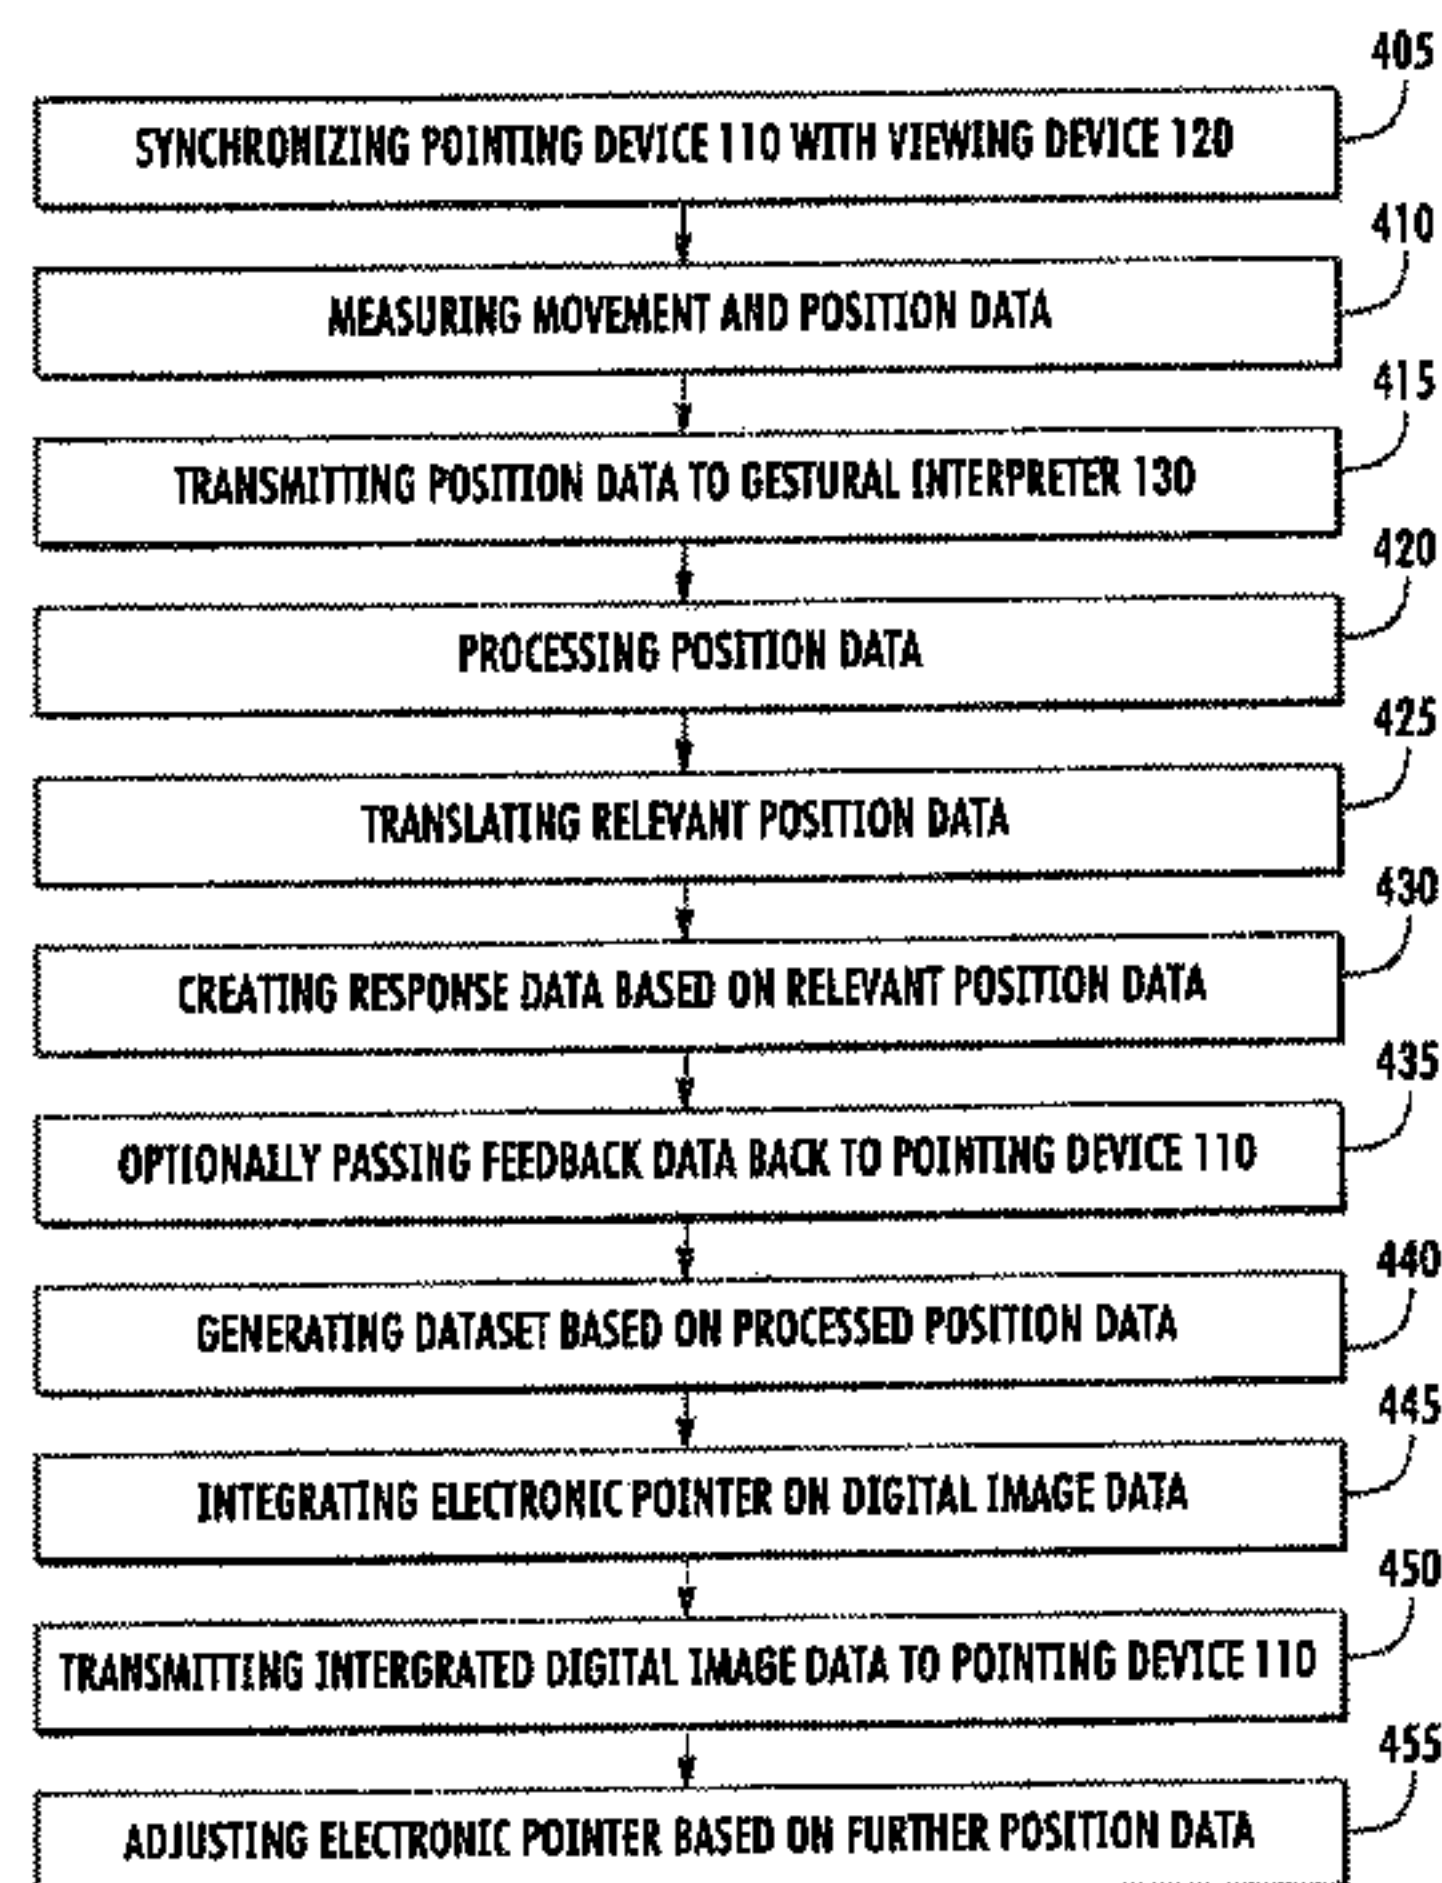 405
SYNCHRONIZING POINTING DEVICE 110 WITH VIEWING DEVICE 120
410
MEASURING MOVEMENT AND POSITION DATA
415
TRANSMITTING POSITION DATA TO GESTURAL INTERPRETER 130
420
PROCESSING POSITION DATA
425
TRANSLATING RELEVANT POSITION DATA
430
CREATING RESPONSE DATA BASED ON RELEVANT POSITION DATA
435
OPTIONALLY PASSING FEEDBACK DATA BACK TO POINTING DEVICE 110
440
GENERATING DATASET BASED ON PROCESSED POSITION DATA
445
INTEGRATING ELECTRONIC POINTER ON DIGITAL IMAGE DATA
450
TRANSMITTING INTERGRATED DIGITAL IMAGE DATA TO POINTING DEVICE 110
455
ADJUSTING ELECTRONIC POINTER BASED ON FURTHER POSITION DATA